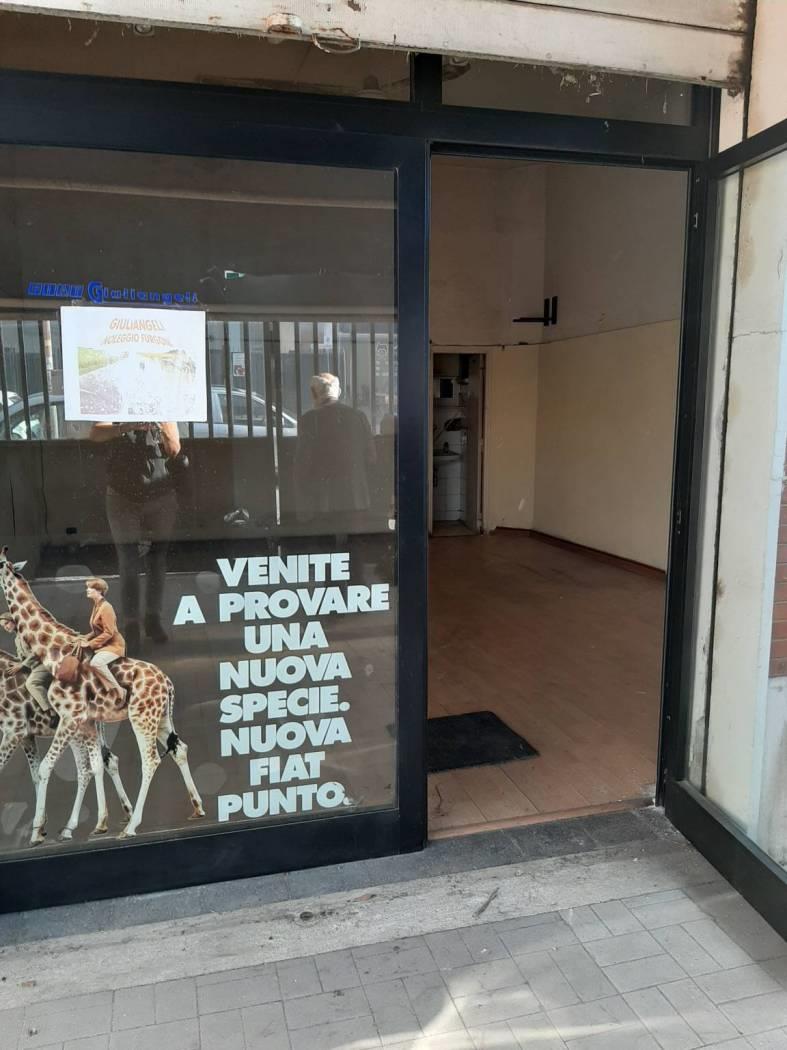 Giuliangeli
GIULIANGELI
NOLEGGIO FURGONI
VENITE
A PROVARE
UNA
NUOVA
SPECIE.
NUOVA
FIAT
PUNTO.